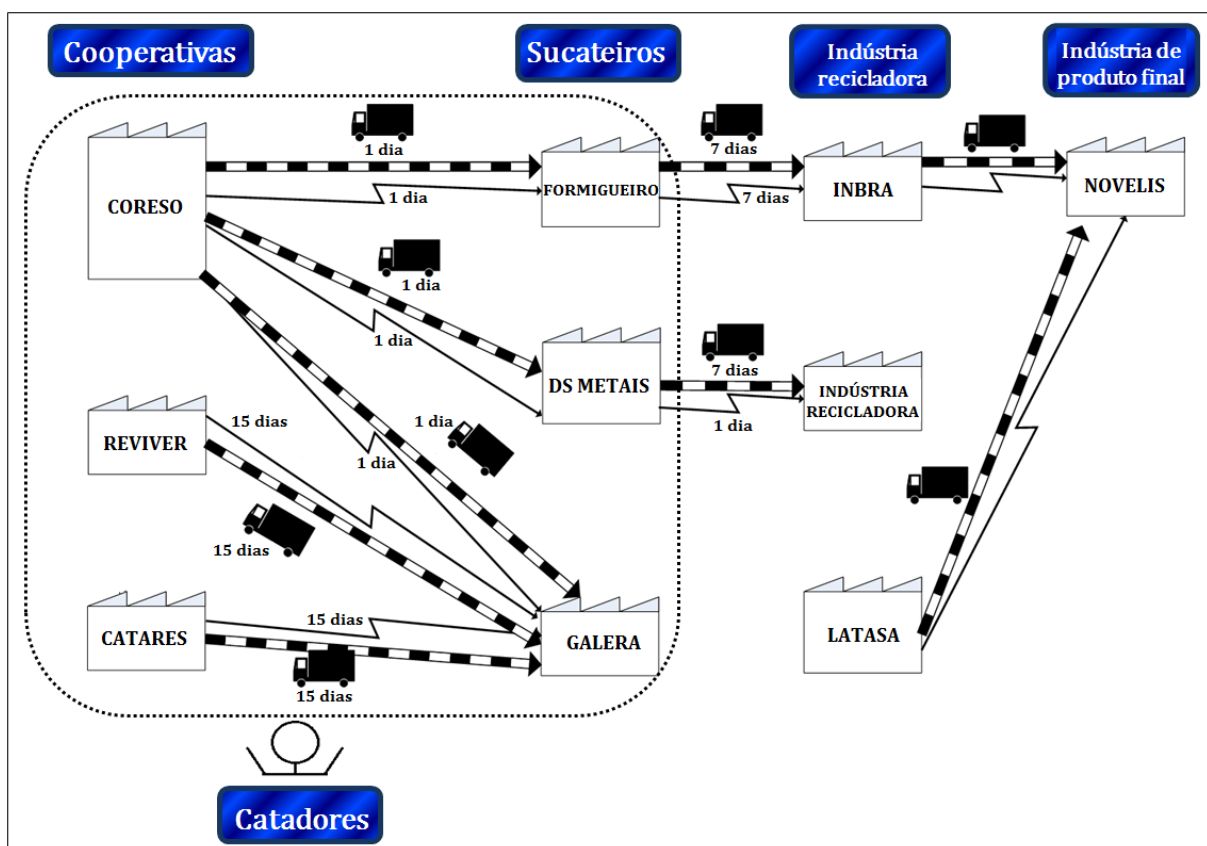 Cooperativas
Sucateiros
Indústria
recicladora
Indústria de
produto final
1 dia
7 dias
CORESO
FORMIGUEIRO
INBRA
NOVELIS
1 dia
7 dias
1 dia
1 dia
7 dias
DS METAIS
INDÚSTRIA
RECICLADORA
1 dia
15 dias
1 dia
REVIVER
1 dia
15 dias
15 dias
CATARES
GALERA
LATASA
15 dias
Catadores